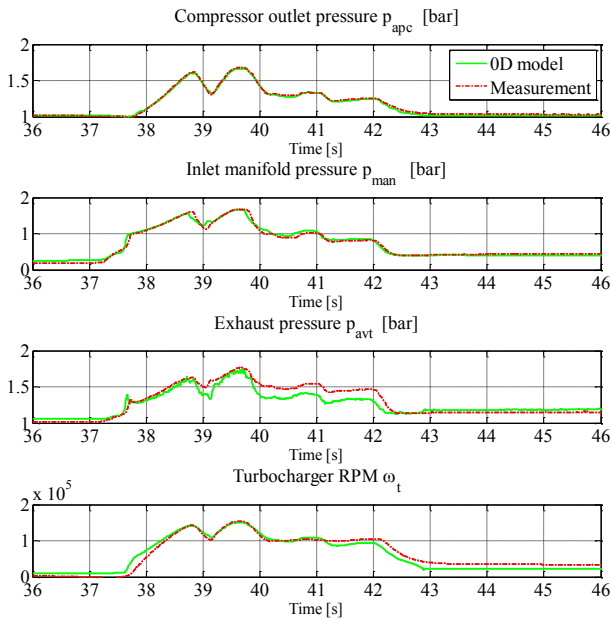 Compressor outlet pressure p_apc [bar]
2
1.5
1
0D model
Measurement
36 37 38 39 40 41 42 43 44 45 46
Time [s]
Inlet manifold pressure p_man [bar]
2
1
0
36 37 38 39 40 41 42 43 44 45 46
Time [s]
Exhaust pressure p_avt [bar]
2
1.5
1
36 37 38 39 40 41 42 43 44 45 46
Time [s]
Turbocharger RPM ω_t
x 10^5
2
1
0
36 37 38 39 40 41 42 43 44 45 46
Time [s]